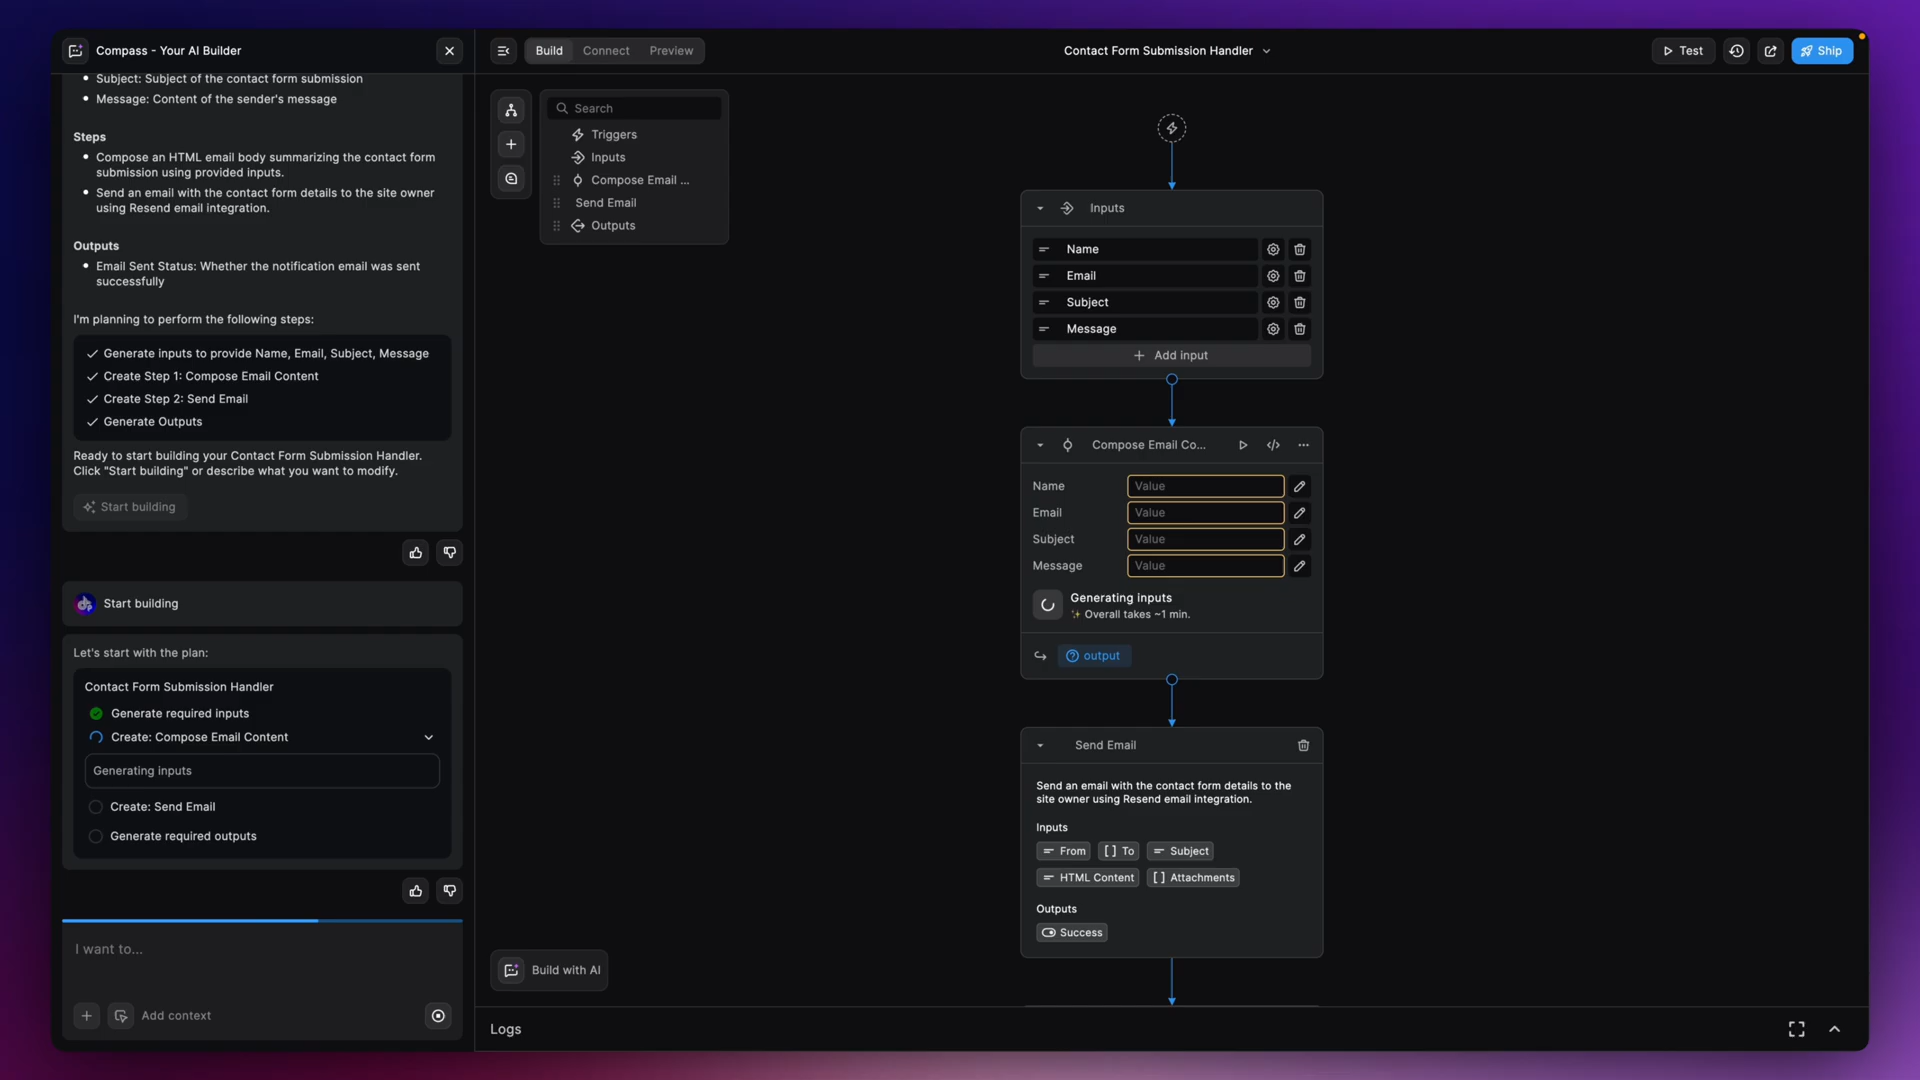 Compass - Your AI Builder
Subject: Subject of the contact form submission
Message: Content of the sender's message
Steps
Compose an HTML email body summarizing the contact form
submission using provided inputs.
Send an email with the contact form details to the site owner
using Resend email integration.
Outputs
Email Sent Status: Whether the notification email was sent
successfully
I'm planning to perform the following steps:
Generate inputs to provide Name, Email, Subject, Message
Create Step 1: Compose Email Content
Create Step 2: Send Email
Generate Outputs
Ready to start building your Contact Form Submission Handler.
Click "Start building" or describe what you want to modify.
Start building
Start building
Let's start with the plan:
Contact Form Submission Handler
Generate required inputs
Create: Compose Email Content
Generating inputs
Create: Send Email
Generate required outputs
I want to...
Add context
Build Connect Preview
Contact Form Submission Handler
Test
Ship
Search
Triggers
Inputs
Compose Email ...
Send Email
Outputs
Inputs
Name
Email
Subject
Message
Add input
Compose Email Co...
Name Value
Email Value
Subject Value
Message Value
Generating inputs
Overall takes ~1 min.
output
Send Email
Send an email with the contact form details to the
site owner using Resend email integration.
Inputs
From [ ] To Subject
HTML Content [ ] Attachments
Outputs
Success
Build with AI
Logs